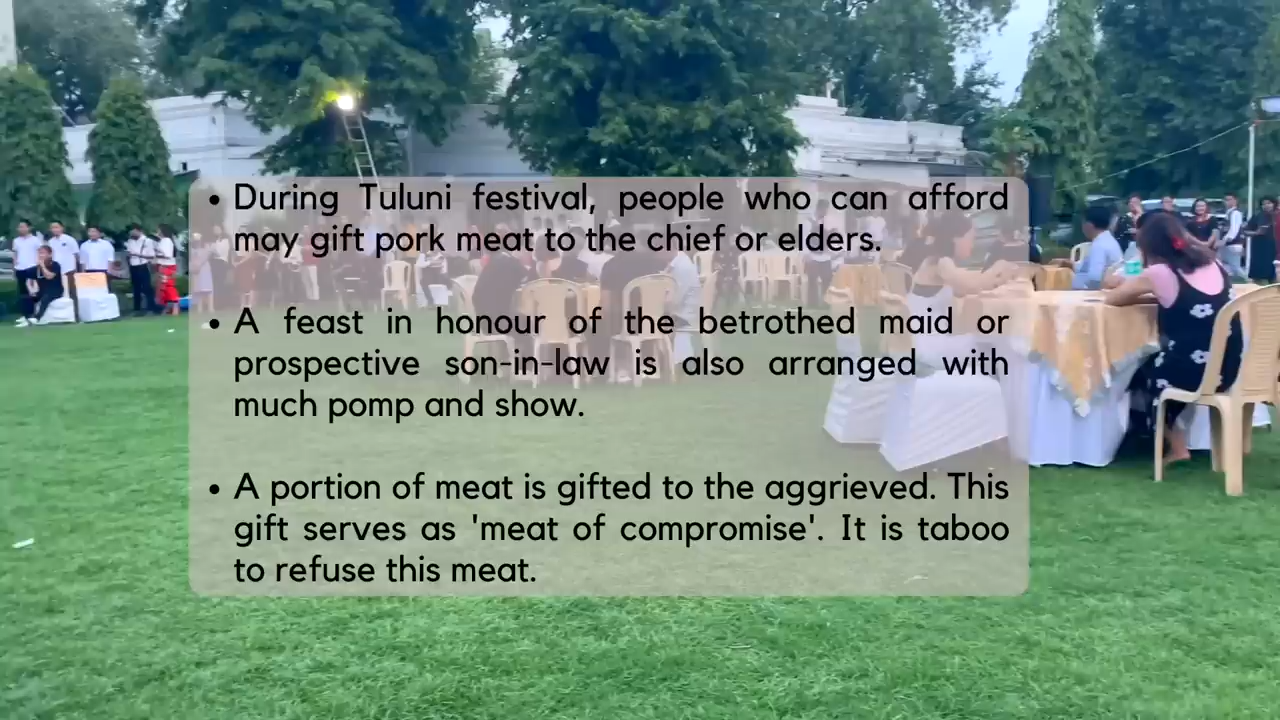 • During Tuluni festival, people who can afford
may gift pork meat to the chief or elders.
• A feast in honour of the betrothed maid or
prospective son-in-law is also arranged with
much pomp and show.
• A portion of meat is gifted to the aggrieved. This
gift serves as 'meat of compromise'. It is taboo
to refuse this meat.